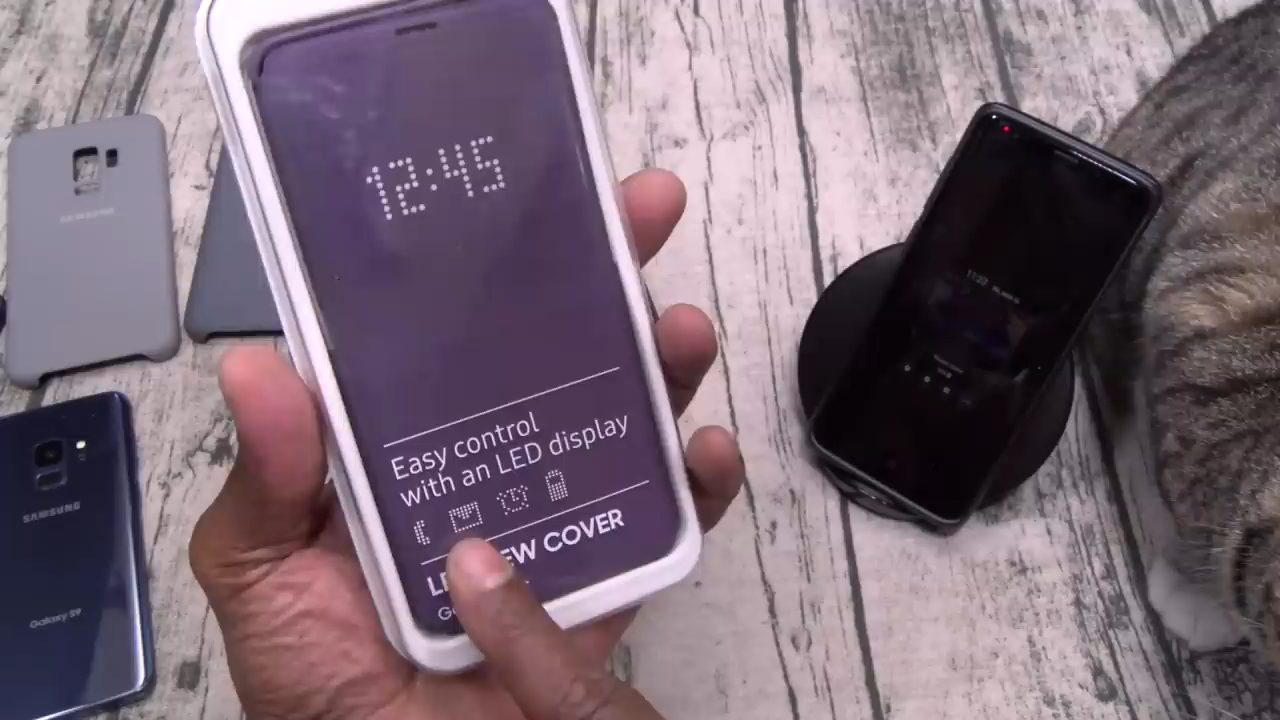 12:45
Easy control
with an LED display
COVER
SAMSUNG
SAMSUNG
Galaxy S9